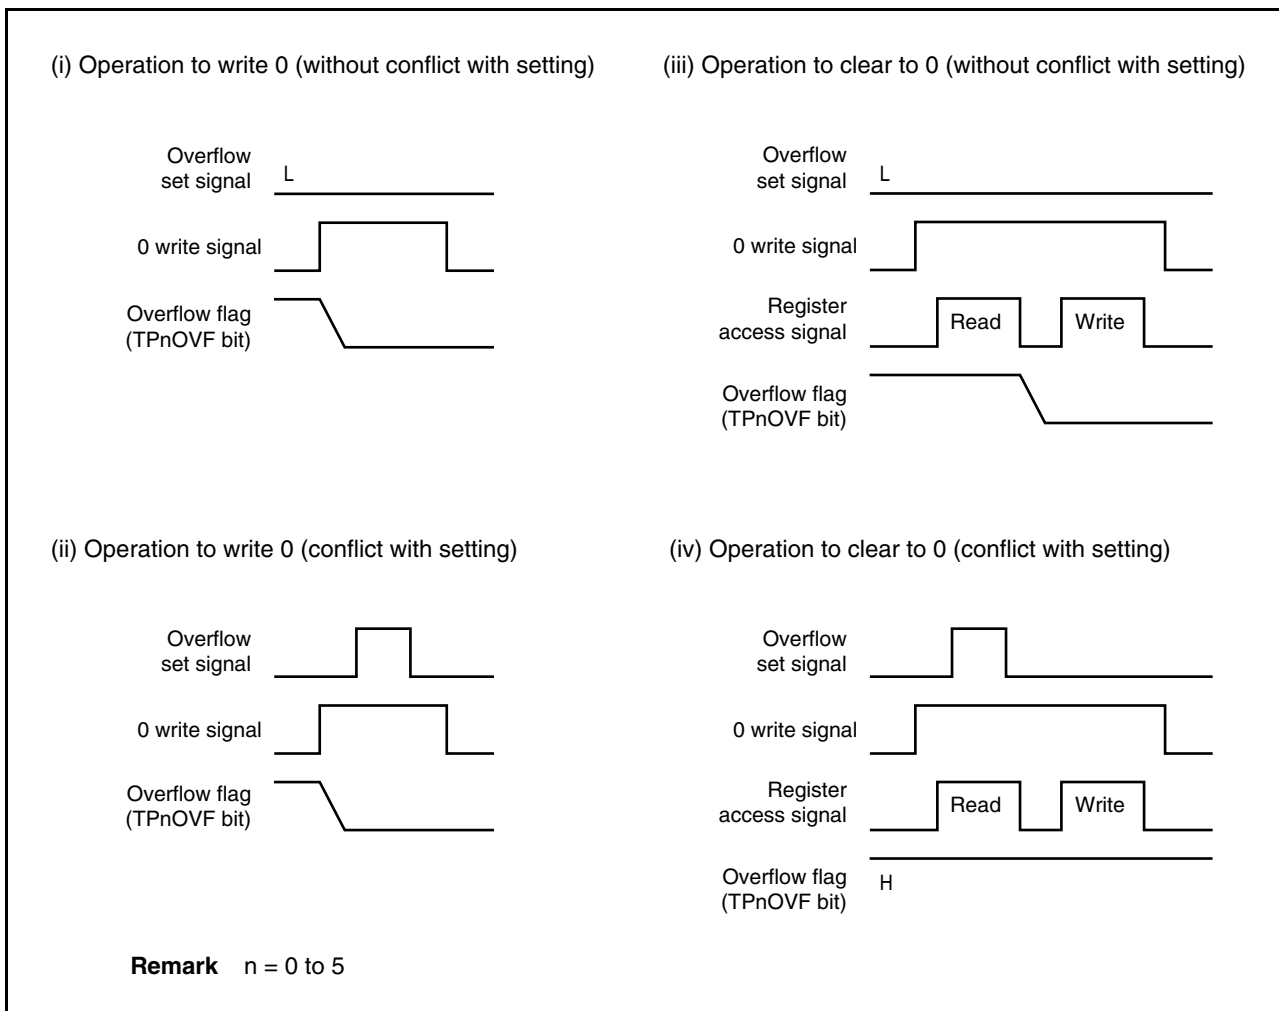 (i) Operation to write 0 (without conflict with setting)
Overflow
set signal
L
0 write signal
Overflow flag
(TPnOVF bit)
(iii) Operation to clear to 0 (without conflict with setting)
Overflow
set signal
L
0 write signal
Register
access signal
Read
Write
Overflow flag
(TPnOVF bit)
(ii) Operation to write 0 (conflict with setting)
Overflow
set signal
0 write signal
Overflow flag
(TPnOVF bit)
(iv) Operation to clear to 0 (conflict with setting)
Overflow
set signal
0 write signal
Register
access signal
Read
Write
Overflow flag
(TPnOVF bit)
H
Remark n = 0 to 5